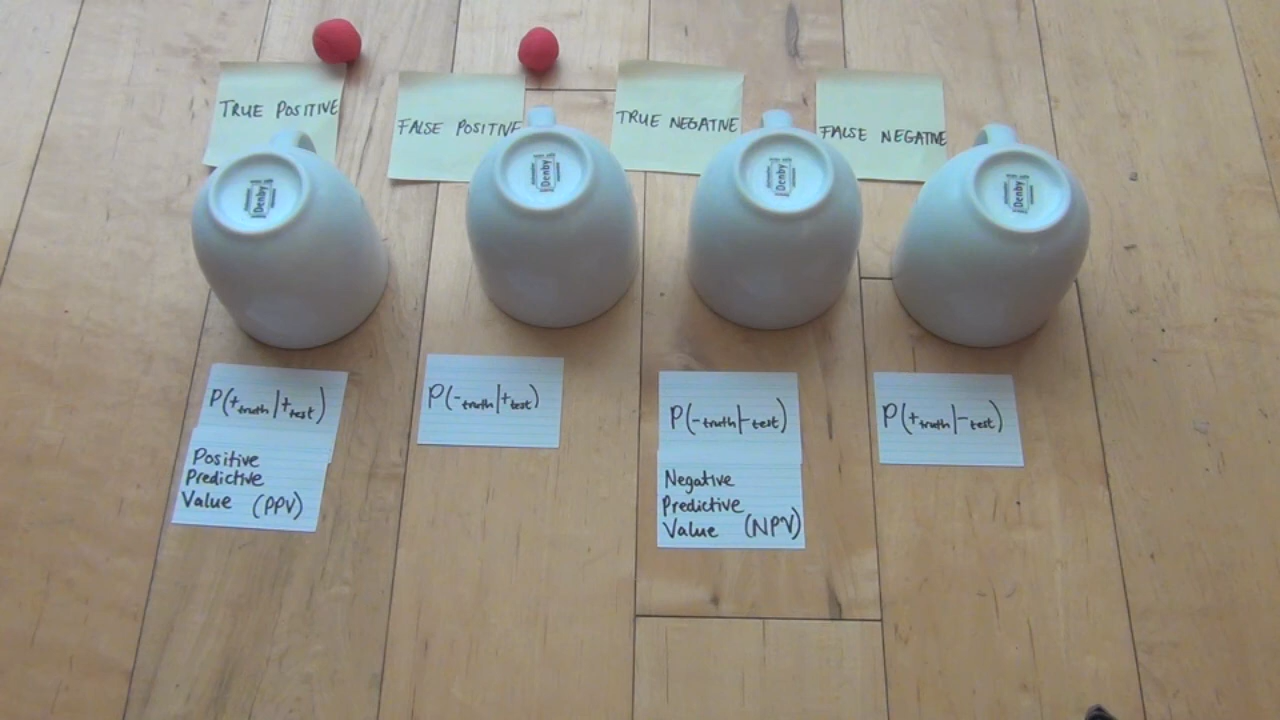 TRUE POSITIVE
FALSE POSITIVE
TRUE NEGATIVE
FALSE NEGATIVE
Denby
Denby
Denby
Denby
P(+truth|+test)
P(-truth|+test)
P(-truth|-test)
P(+truth|-test)
Positive
Predictive
Value (PPV)
Negative
Predictive
Value (NPV)